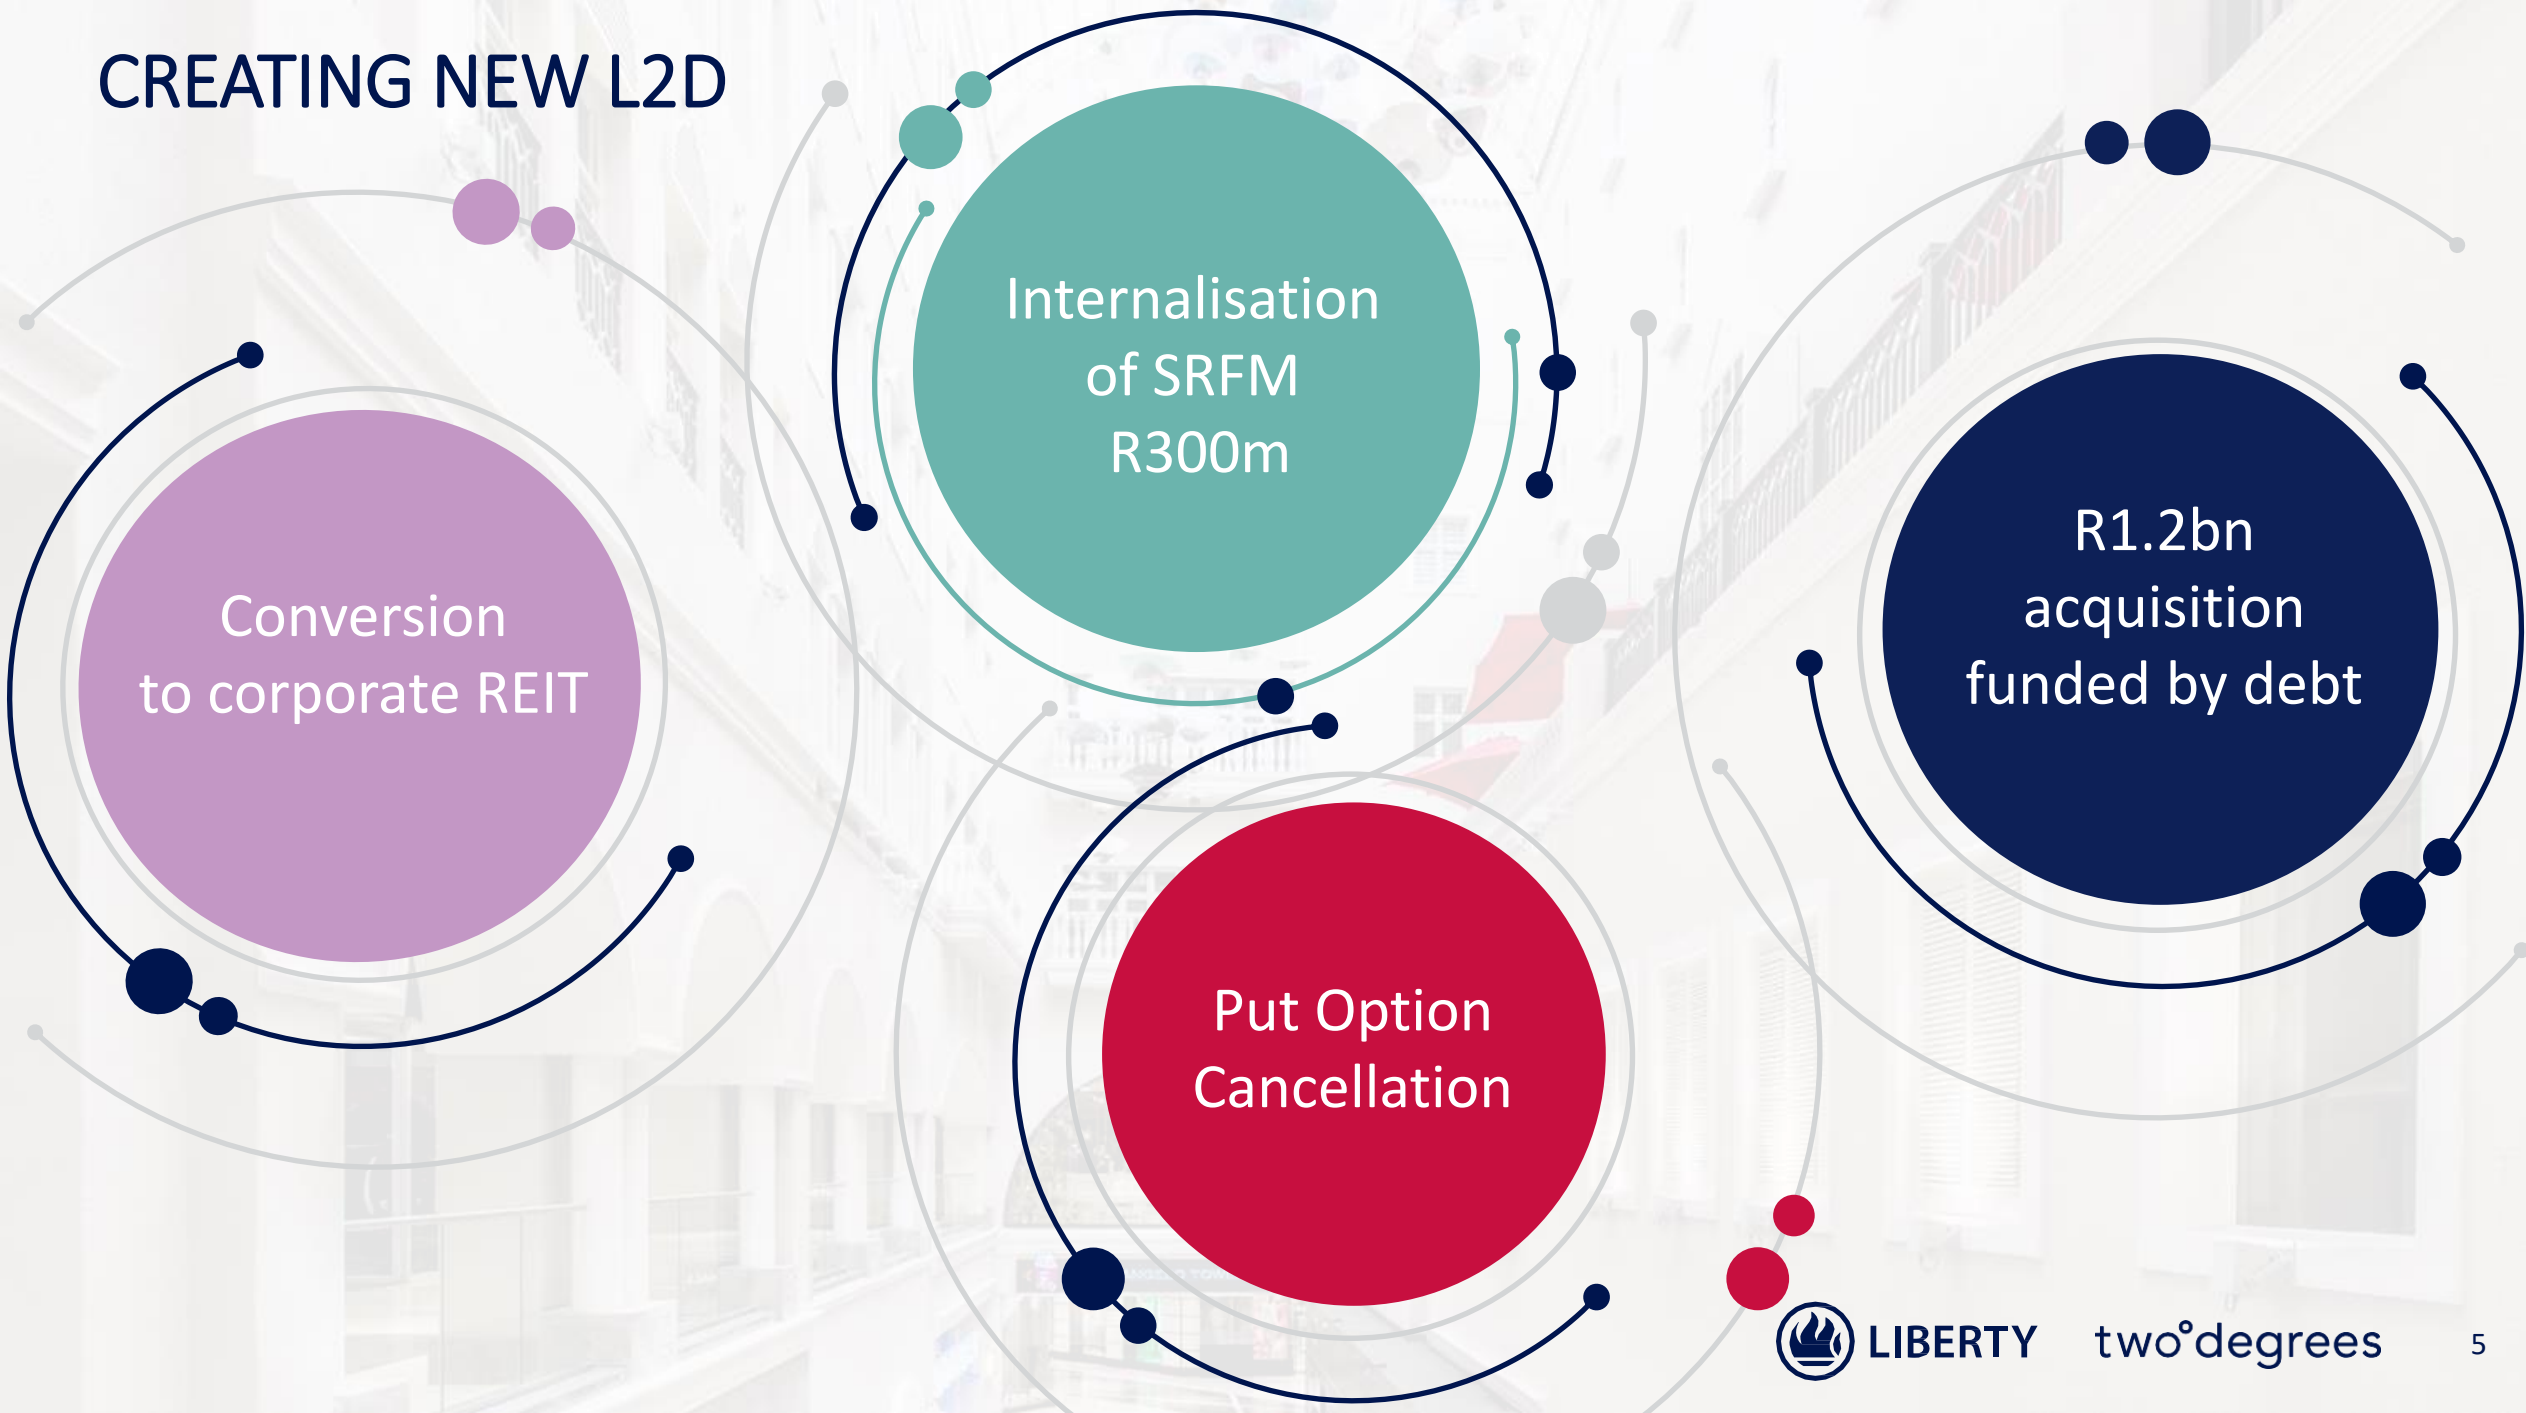 CREATING NEW L2D
Conversion
to corporate REIT
Internalisation
of SRFM
R300m
Put Option
Cancellation
R1.2bn
acquisition
funded by debt
LIBERTY two°degrees 5